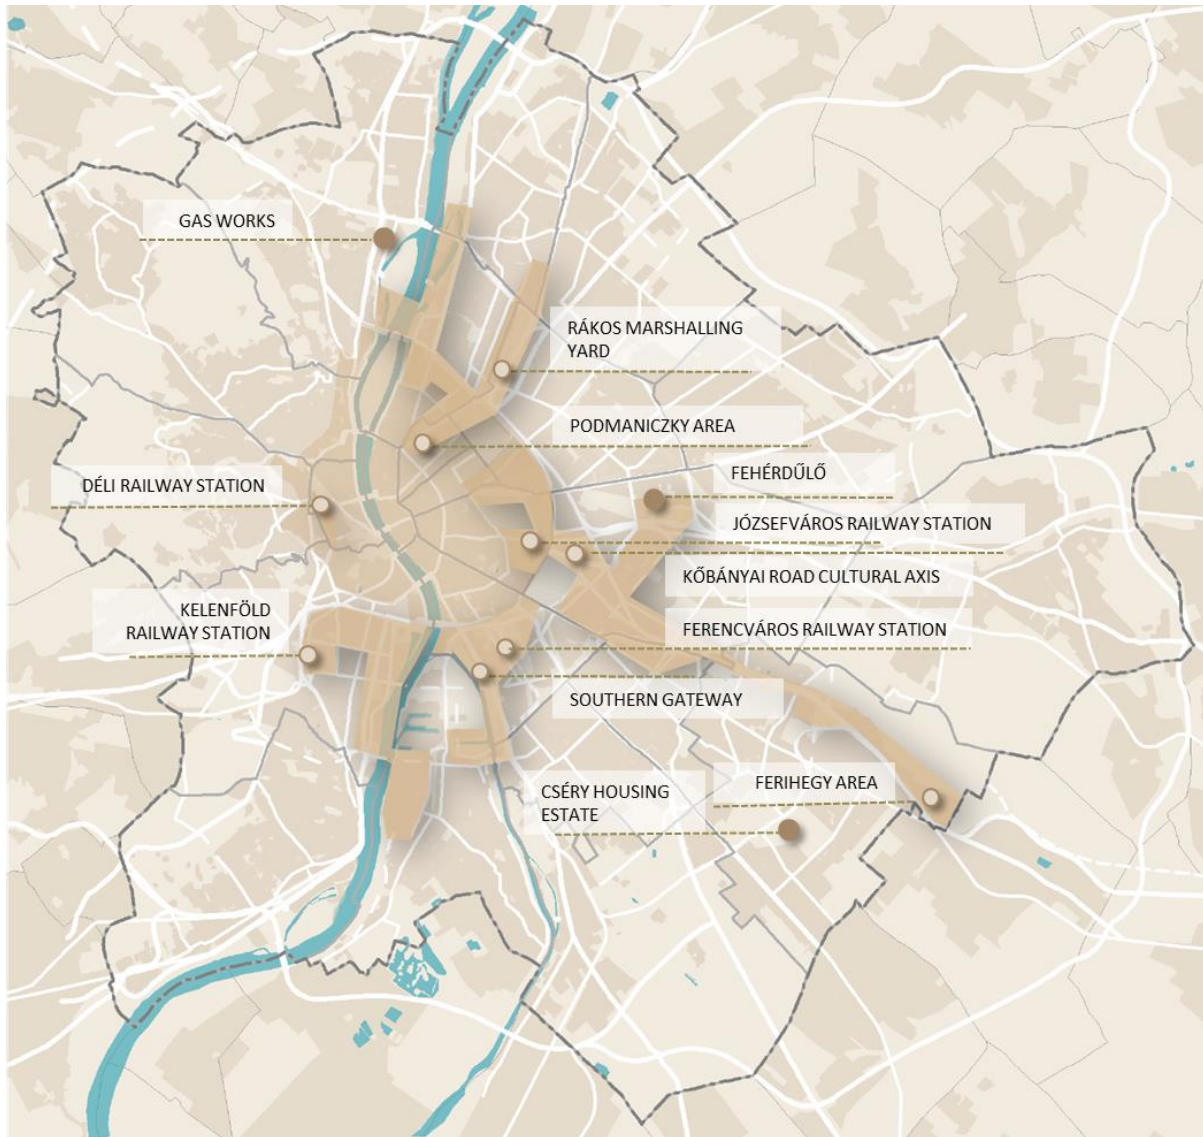 GAS WORKS
RÁKOS MARSHALLING
YARD
PODMANICZKY AREA
FEHÉRDŰLŐ
DÉLI RAILWAY STATION
JÓZSEFVÁROS RAILWAY STATION
KŐBÁNYAI ROAD CULTURAL AXIS
KELENFÖLD
RAILWAY STATION
FERENCVÁROS RAILWAY STATION
SOUTHERN GATEWAY
CSÉRY HOUSING
ESTATE
FERIHEGY AREA